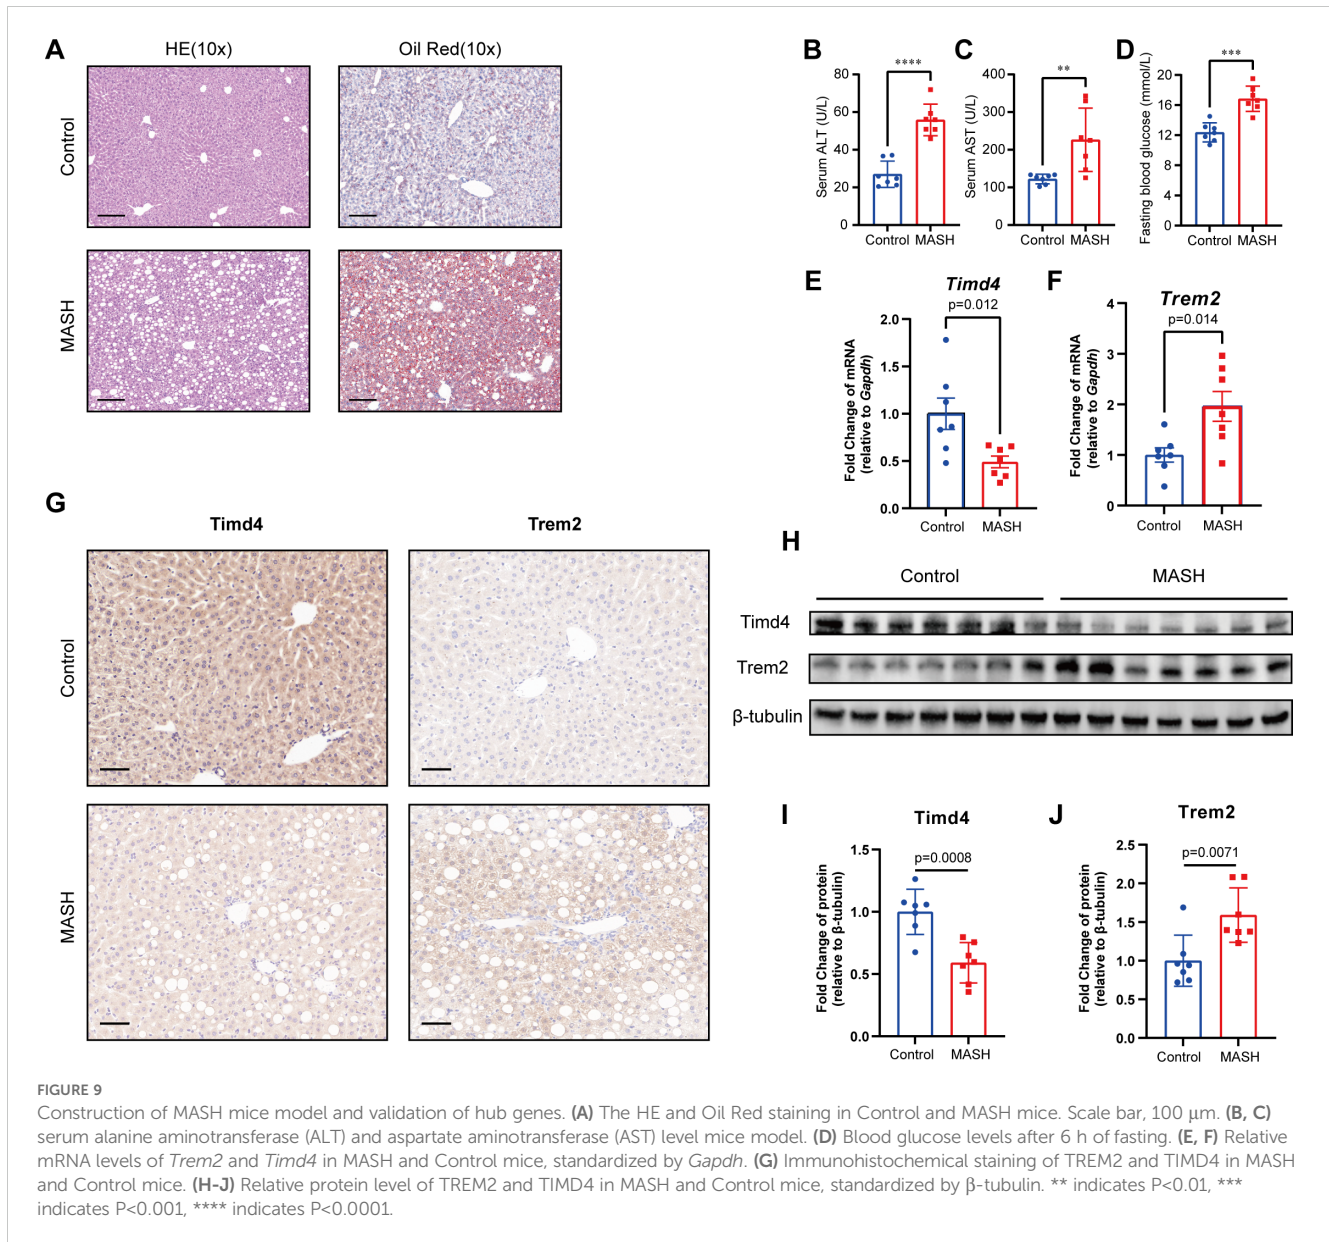 A
HE(10x)
Oil Red(10x)
Control
MASH
B
****
Serum ALT (U/L)
80
60
40
20
0
Control MASH
C
**
Serum AST (U/L)
400
300
200
100
0
Control MASH
D
***
Fasting blood glucose (mmol/L)
20
16
12
8
4
0
Control MASH
E
Timd4
p=0.012
Fold Change of mRNA
(relative to Gapdh)
2.0
1.5
1.0
0.5
0.0
Control MASH
F
Trem2
p=0.014
Fold Change of mRNA
(relative to Gapdh)
4
3
2
1
0
Control MASH
G
Timd4
Trem2
Control
MASH
H
Control
MASH
Timd4
Trem2
β-tubulin
I
Timd4
p=0.0008
Fold Change of protein
(relative to β-tubulin)
1.5
1.0
0.5
0.0
Control MASH
J
Trem2
p=0.0071
Fold Change of protein
(relative to β-tubulin)
2.5
2.0
1.5
1.0
0.5
0.0
Control MASH
FIGURE 9
Construction of MASH mice model and validation of hub genes. (A) The HE and Oil Red staining in Control and MASH mice. Scale bar, 100 μm. (B, C)
serum alanine aminotransferase (ALT) and aspartate aminotransferase (AST) level mice model. (D) Blood glucose levels after 6 h of fasting. (E, F) Relative
mRNA levels of Trem2 and Timd4 in MASH and Control mice, standardized by Gapdh. (G) Immunohistochemical staining of TREM2 and TIMD4 in MASH
and Control mice. (H-J) Relative protein level of TREM2 and TIMD4 in MASH and Control mice, standardized by β-tubulin. ** indicates P<0.01, ***
indicates P<0.001, **** indicates P<0.0001.